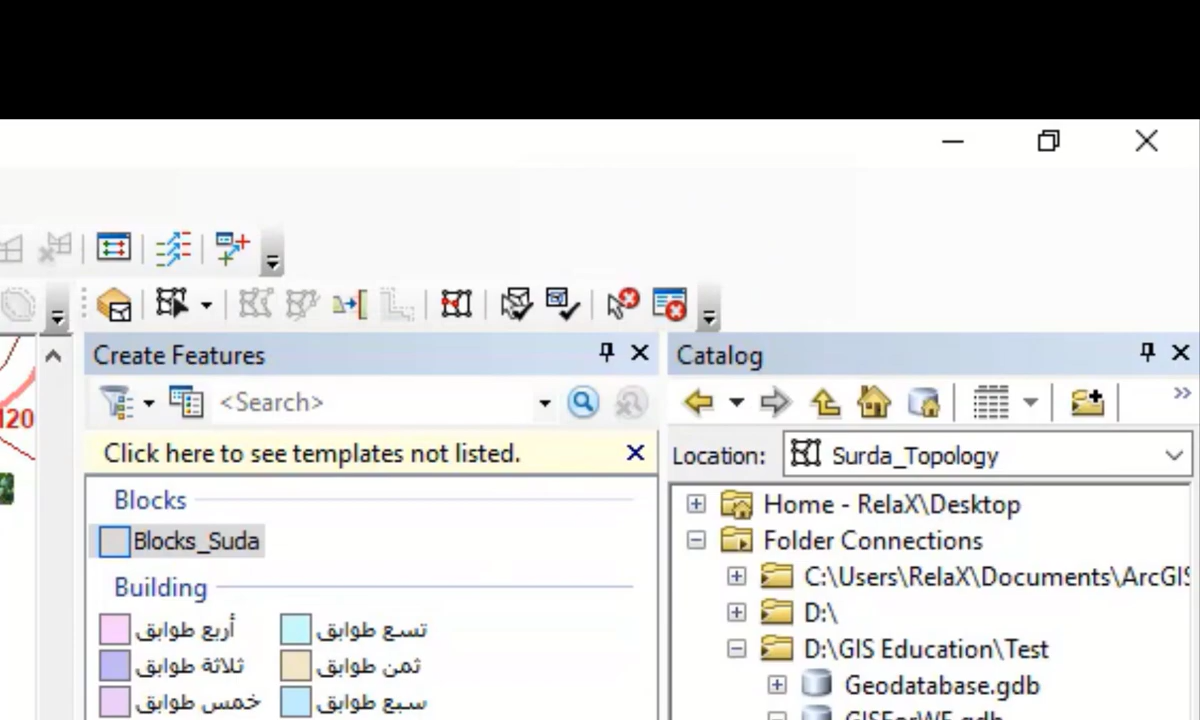 Create Features
<Search>
Click here to see templates not listed.
Blocks
Blocks_Suda
Building
أربع طوابق
تسع طوابق
ثلاثة طوابق
ثمن طوابق
خمس طوابق
سبع طوابق
120
Catalog
Location: Surda_Topology
Home - RelaX\Desktop
Folder Connections
C:\Users\RelaX\Documents\ArcGIS
D:\
D:\GIS Education\Test
Geodatabase.gdb